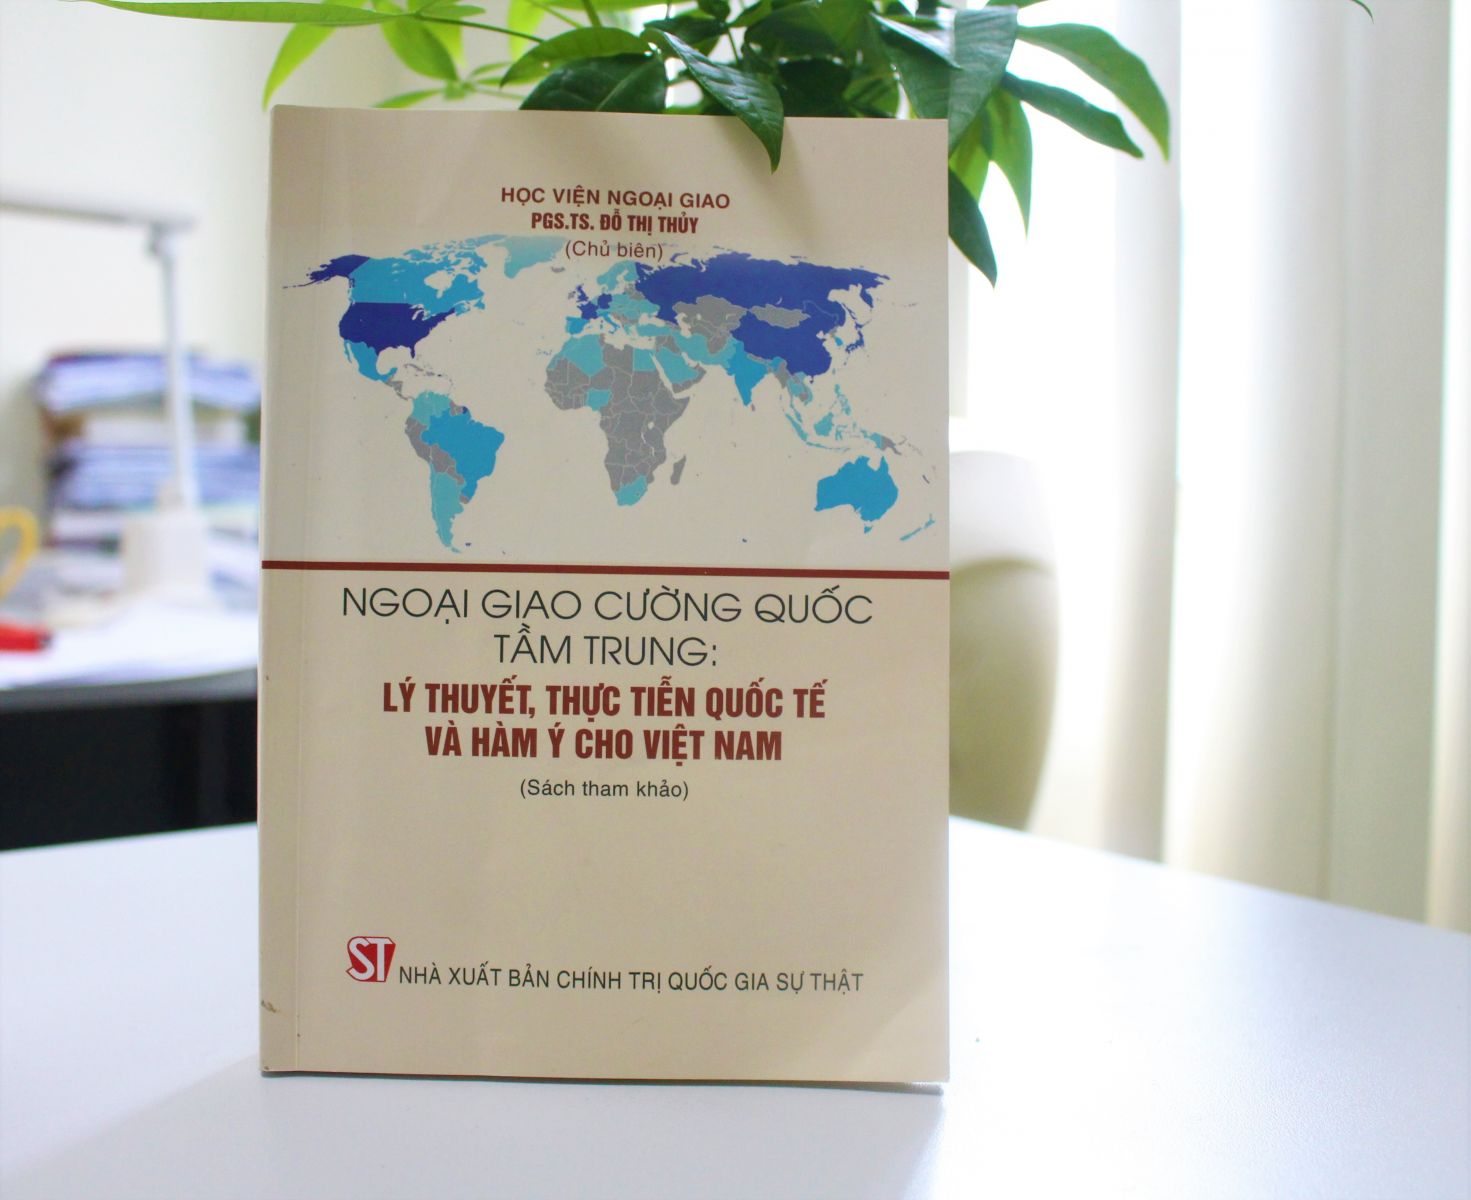 HỌC VIỆN NGOẠI GIAO
PGS.TS. ĐỖ THỊ THỦY
(Chủ biên)
NGOẠI GIAO CƯỜNG QUỐC
TẦM TRUNG:
LÝ THUYẾT, THỰC TIỄN QUỐC TẾ
VÀ HÀM Ý CHO VIỆT NAM
(Sách tham khảo)
ST NHÀ XUẤT BẢN CHÍNH TRỊ QUỐC GIA SỰ THẬT